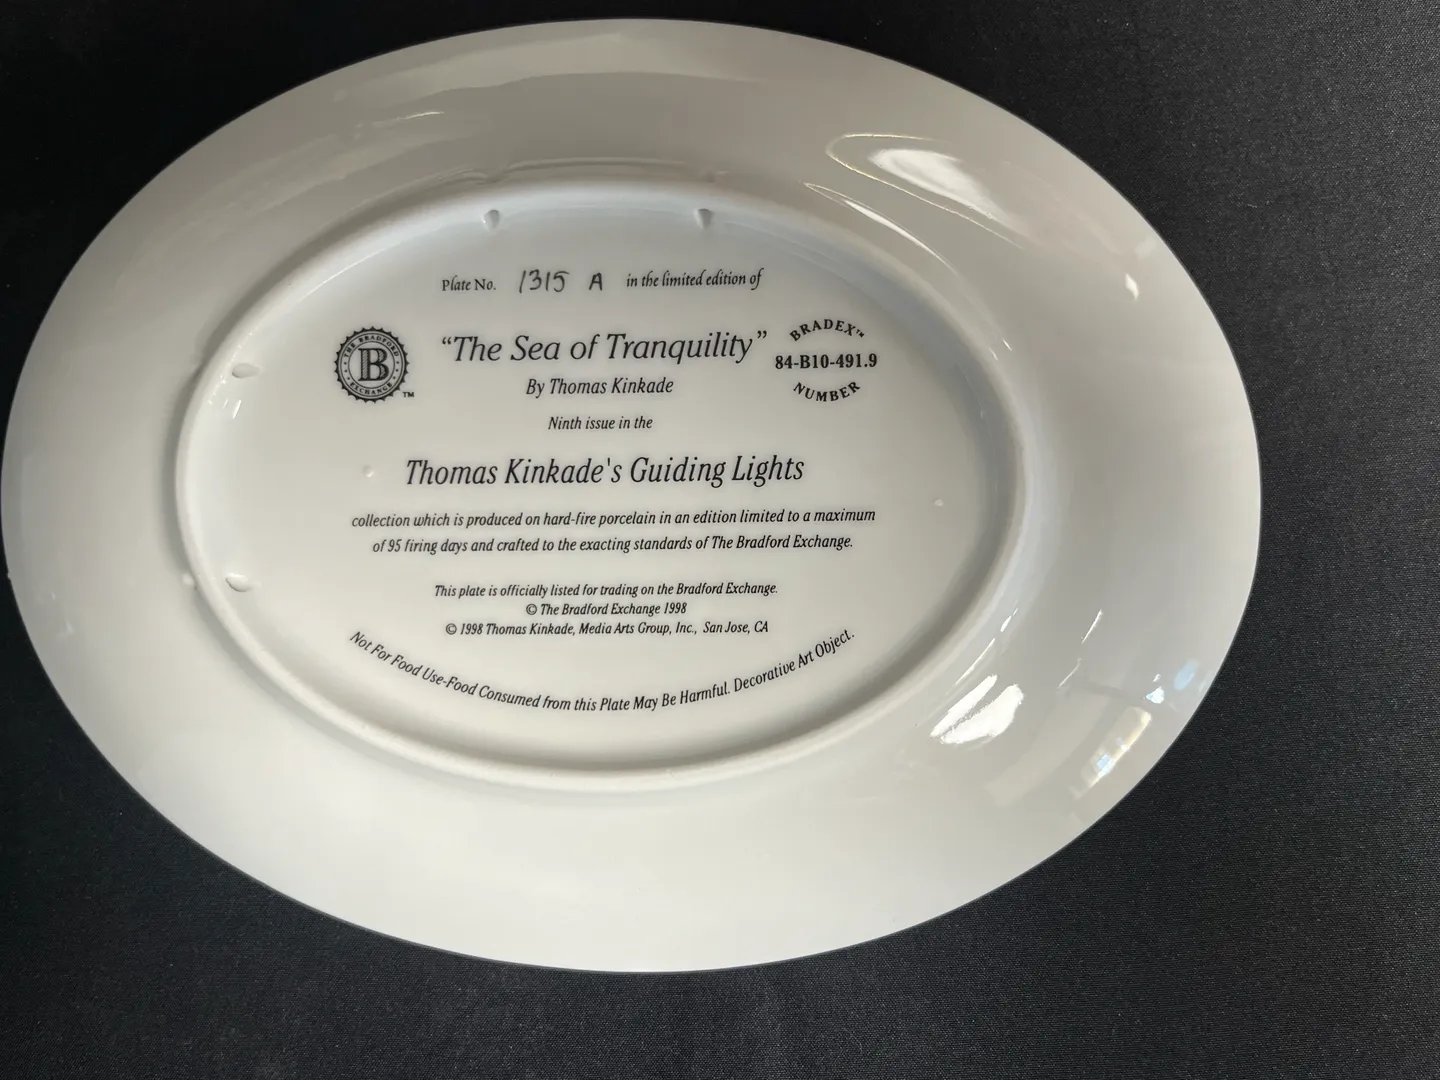 Plate No. 1315 A in the limited edition of
THE BRADFORD EXCHANGE
B
TM
"The Sea of Tranquility"
By Thomas Kinkade
BRADEX™
84-B10-491.9
NUMBER
Ninth issue in the
Thomas Kinkade's Guiding Lights
collection which is produced on hard-fire porcelain in an edition limited to a maximum
of 95 firing days and crafted to the exacting standards of The Bradford Exchange.
This plate is officially listed for trading on the Bradford Exchange.
© The Bradford Exchange 1998
© 1998 Thomas Kinkade, Media Arts Group, Inc., San Jose, CA
Not For Food Use-Food Consumed from this Plate May Be Harmful. Decorative Art Object.